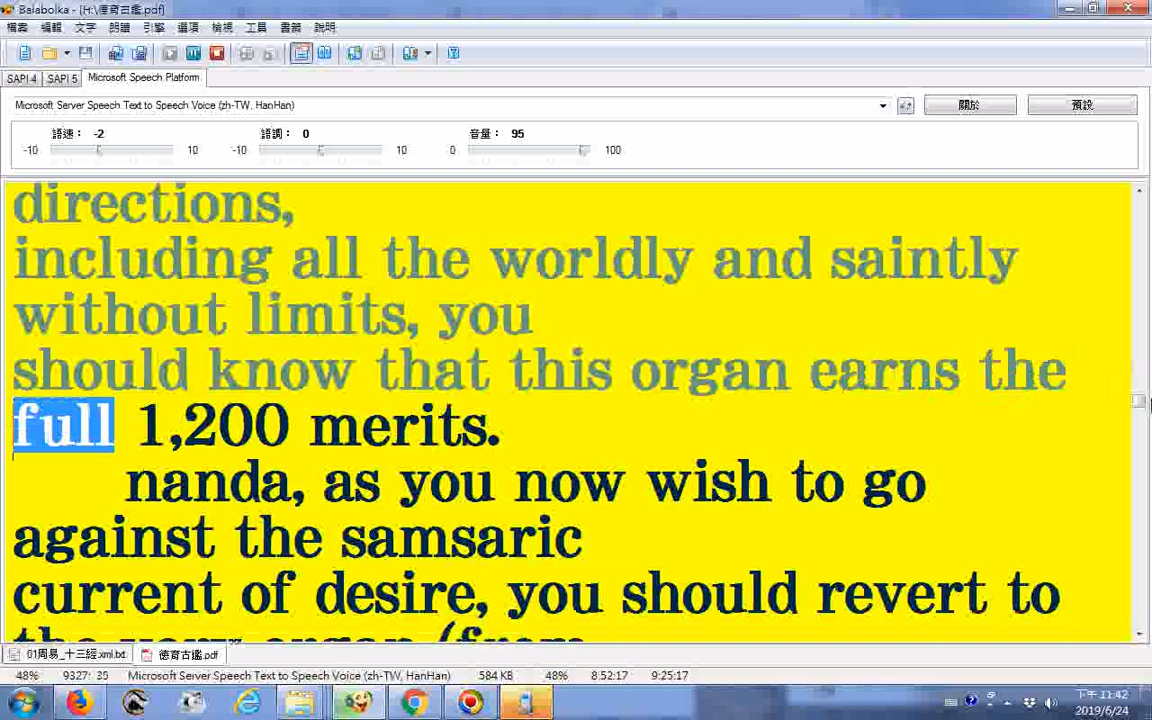 Balabolka - [H:\德育古鑑.pdf]
檔案 編輯 文字 朗讀 引擎 選項 檢視 工具 書籤 說明
SAPI 4 SAPI 5 Microsoft Speech Platform
Microsoft Server Speech Text to Speech Voice (zh-TW, HanHan) 關於 預設
語速： -2 語調： 0 音量： 95
-10 10 -10 10 0 100
directions,
including all the worldly and saintly
without limits, you
should know that this organ earns the
full 1,200 merits.
nanda, as you now wish to go
against the samsaric
current of desire, you should revert to
the very organ (from
01周易_十三經.xml.txt 德育古鑑.pdf
48% 9327: 35 Microsoft Server Speech Text to Speech Voice (zh-TW, HanHan) 584 KB 48% 8:52:17 9:25:17
下午 11:42
2019/6/24